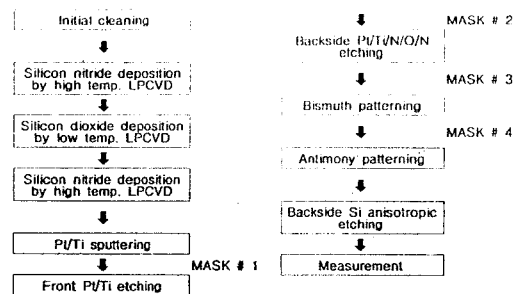 Initial cleaning
Silicon nitride deposition
by high temp. LPCVD
Silicon dioxide deposition
by low temp. LPCVD
Silicon nitride deposition
by high temp. LPCVD
Pt/Ti sputtering
MASK # 1
Front Pt/Ti etching
MASK # 2
Backside Pt/Ti/N/O/N
etching
MASK # 3
Bismuth patterning
MASK # 4
Antimony patterning
Backside Si anisotropic
etching
Measurement